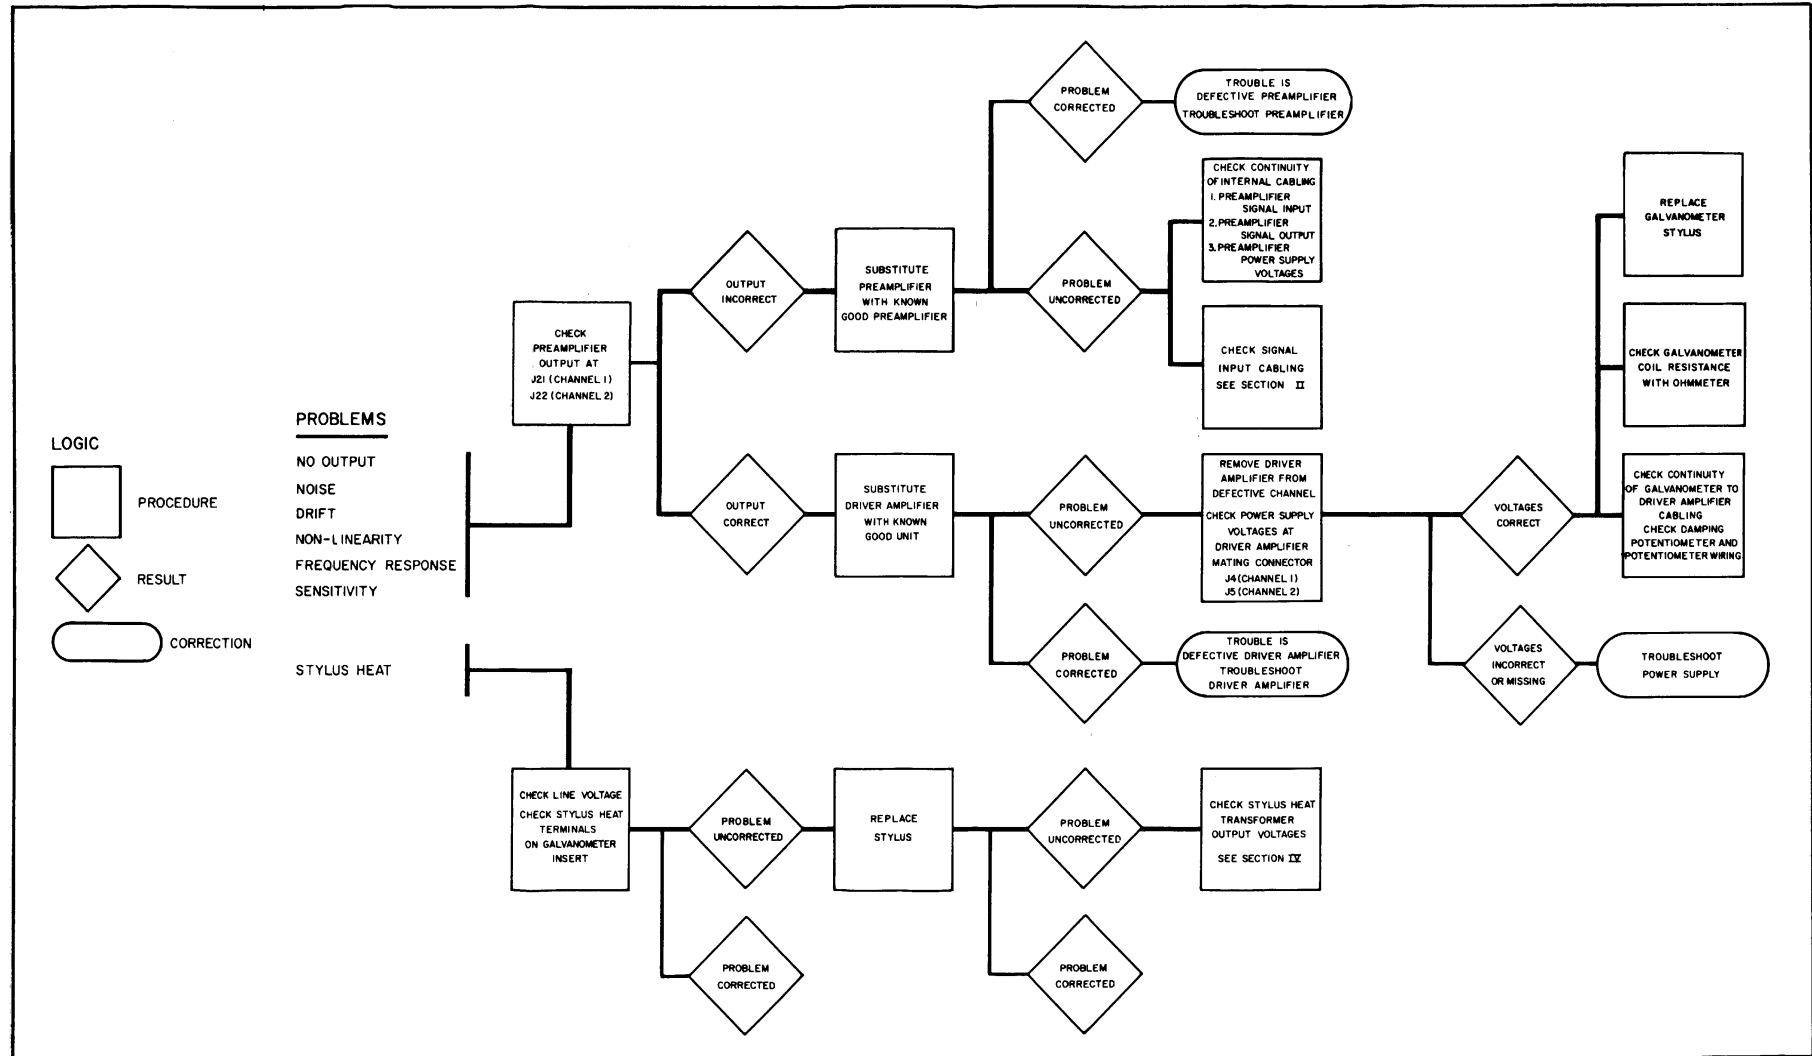 LOGIC
PROCEDURE
RESULT
CORRECTION
PROBLEMS
NO OUTPUT
NOISE
DRIFT
NON-LINEARITY
FREQUENCY RESPONSE
SENSITIVITY
STYLUS HEAT
CHECK
PREAMPLIFIER
OUTPUT AT
J21 (CHANNEL 1)
J22 (CHANNEL 2)
OUTPUT
INCORRECT
SUBSTITUTE
PREAMPLIFIER
WITH KNOWN
GOOD PREAMPLIFIER
PROBLEM
CORRECTED
TROUBLE IS
DEFECTIVE PREAMPLIFIER
TROUBLESHOOT PREAMPLIFIER
PROBLEM
UNCORRECTED
CHECK CONTINUITY
OF INTERNAL CABLING
1. PREAMPLIFIER
SIGNAL INPUT
2. PREAMPLIFIER
SIGNAL OUTPUT
3. PREAMPLIFIER
POWER SUPPLY
VOLTAGES
CHECK SIGNAL
INPUT CABLING
SEE SECTION II
OUTPUT
CORRECT
SUBSTITUTE
DRIVER AMPLIFIER
WITH KNOWN
GOOD UNIT
PROBLEM
UNCORRECTED
REMOVE DRIVER
AMPLIFIER FROM
DEFECTIVE CHANNEL
CHECK POWER SUPPLY
VOLTAGES AT
DRIVER AMPLIFIER
MATING CONNECTOR
J4 (CHANNEL 1)
J5 (CHANNEL 2)
PROBLEM
CORRECTED
TROUBLE IS
DEFECTIVE DRIVER AMPLIFIER
TROUBLESHOOT
DRIVER AMPLIFIER
VOLTAGES
CORRECT
REPLACE
GALVANOMETER
STYLUS
CHECK GALVANOMETER
COIL RESISTANCE
WITH OHMMETER
CHECK CONTINUITY
OF GALVANOMETER TO
DRIVER AMPLIFIER
CABLING
CHECK DAMPING
POTENTIOMETER AND
POTENTIOMETER WIRING
VOLTAGES
INCORRECT
OR MISSING
TROUBLESHOOT
POWER SUPPLY
CHECK LINE VOLTAGE
CHECK STYLUS HEAT
TERMINALS
ON GALVANOMETER
INSERT
PROBLEM
UNCORRECTED
REPLACE
STYLUS
PROBLEM
UNCORRECTED
CHECK STYLUS HEAT
TRANSFORMER
OUTPUT VOLTAGES
SEE SECTION IV
PROBLEM
CORRECTED
PROBLEM
CORRECTED